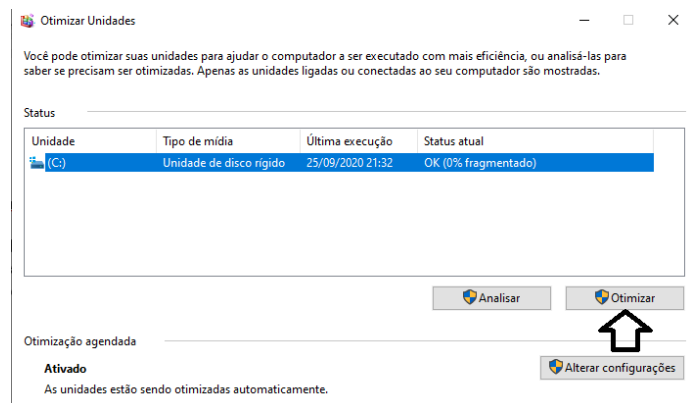 Otimizar Unidades
Você pode otimizar suas unidades para ajudar o computador a ser executado com mais eficiência, ou analisá-las para
saber se precisam ser otimizadas. Apenas as unidades ligadas ou conectadas ao seu computador são mostradas.
Status
Unidade Tipo de mídia Última execução Status atual
(C:) Unidade de disco rígido 25/09/2020 21:32 OK (0% fragmentado)
Analisar Otimizar
Otimização agendada
Ativado Alterar configurações
As unidades estão sendo otimizadas automaticamente.